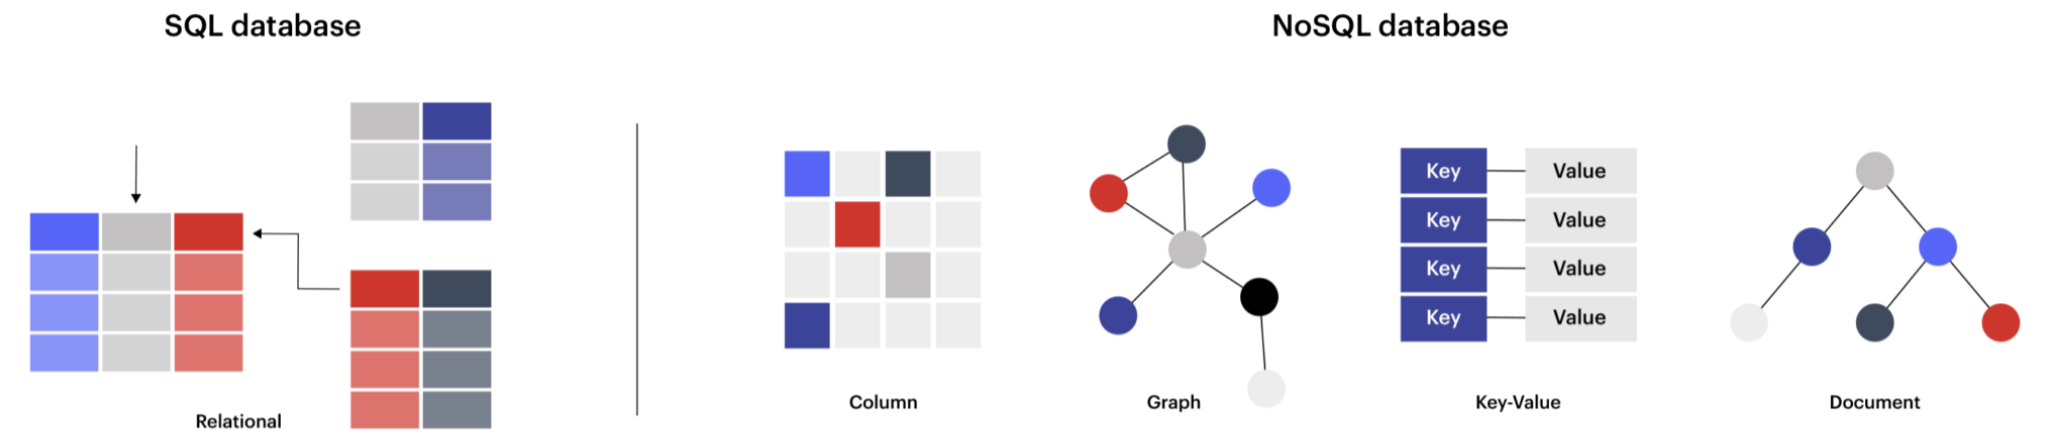 SQL database
NoSQL database
Relational
Column
Graph
Key Value
Key Value
Key Value
Key Value
Key-Value
Document